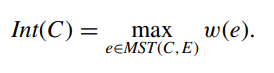 Int(C) = max w(e).
e∈MST(C,E)